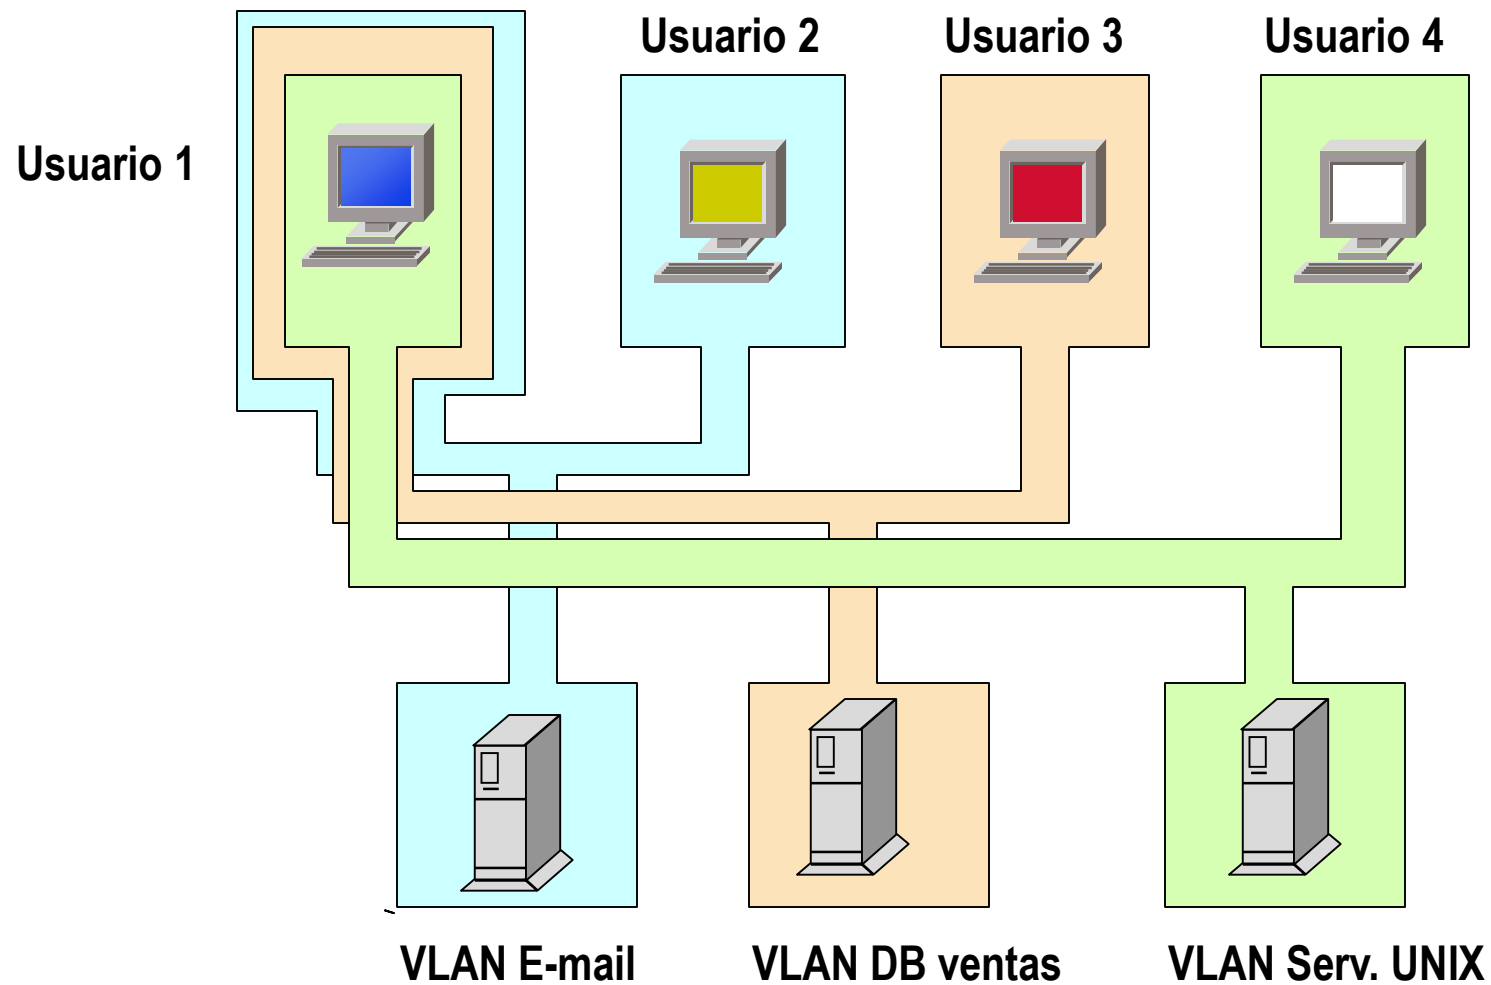 Usuario 2
Usuario 3
Usuario 4
Usuario 1
VLAN E-mail
VLAN DB ventas
VLAN Serv. UNIX